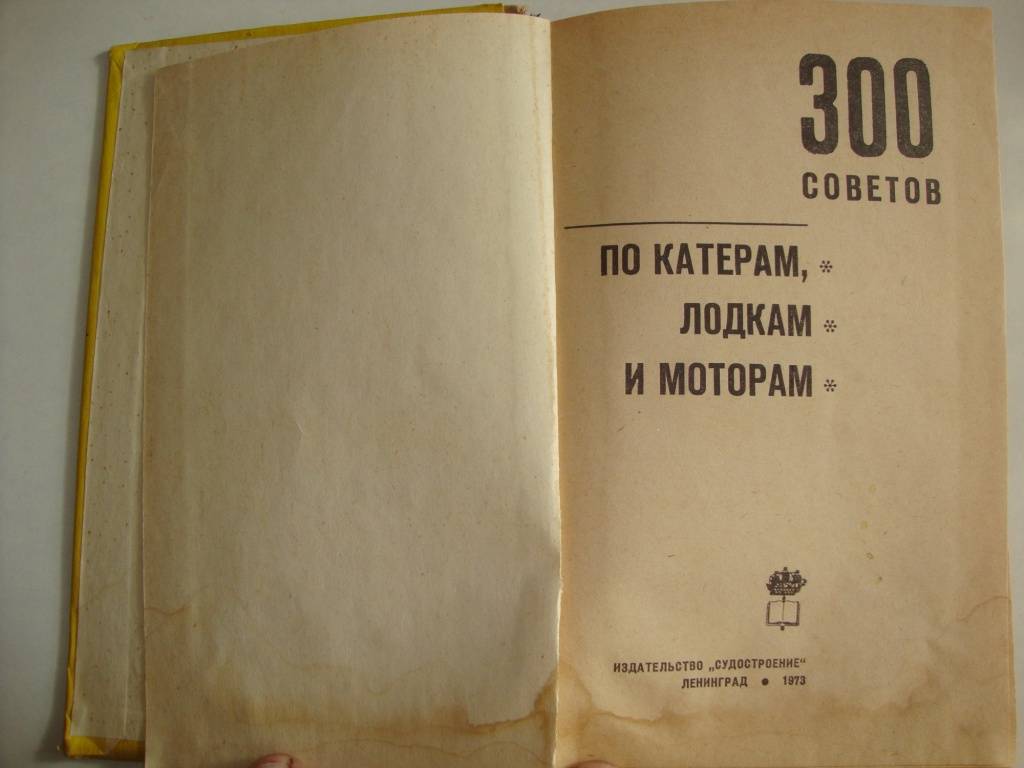 300
СОВЕТОВ
ПО КАТЕРАМ, *
ЛОДКАМ *
И МОТОРАМ *
ИЗДАТЕЛЬСТВО „СУДОСТРОЕНИЕ"
ЛЕНИНГРАД • 1973